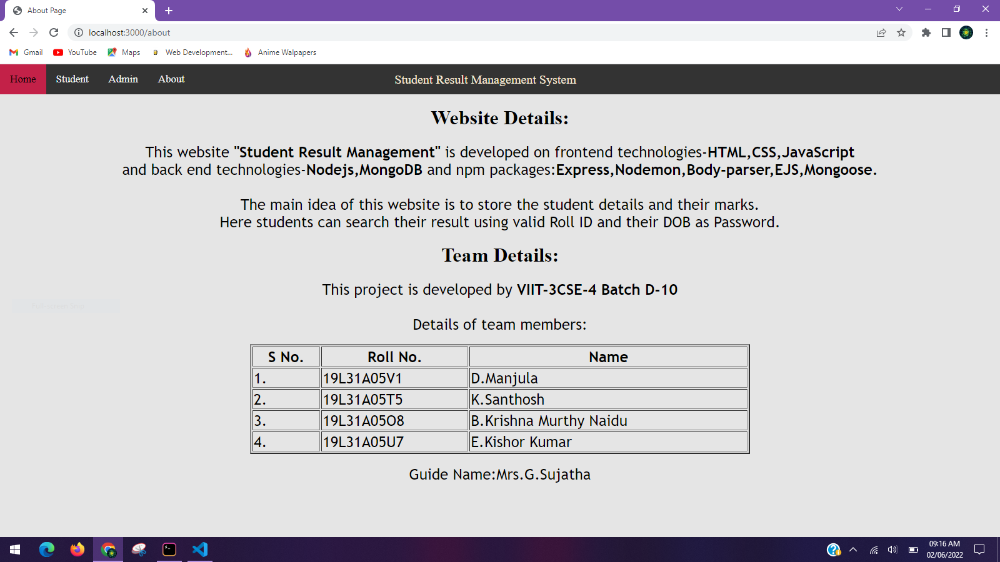 About Page
localhost:3000/about
Gmail YouTube Maps Web Development... Anime Walpapers
Home Student Admin About Student Result Management System
Website Details:
This website "Student Result Management" is developed on frontend technologies-HTML,CSS,JavaScript
and back end technologies-Nodejs,MongoDB and npm packages:Express,Nodemon,Body-parser,EJS,Mongoose.
The main idea of this website is to store the student details and their marks.
Here students can search their result using valid Roll ID and their DOB as Password.
Team Details:
This project is developed by VIIT-3CSE-4 Batch D-10
Full-screen Snip
Details of team members:
S No. Roll No. Name
1. 19L31A05V1 D.Manjula
2. 19L31A05T5 K.Santhosh
3. 19L31A05O8 B.Krishna Murthy Naidu
4. 19L31A05U7 E.Kishor Kumar
Guide Name:Mrs.G.Sujatha
09:16 AM
02/06/2022